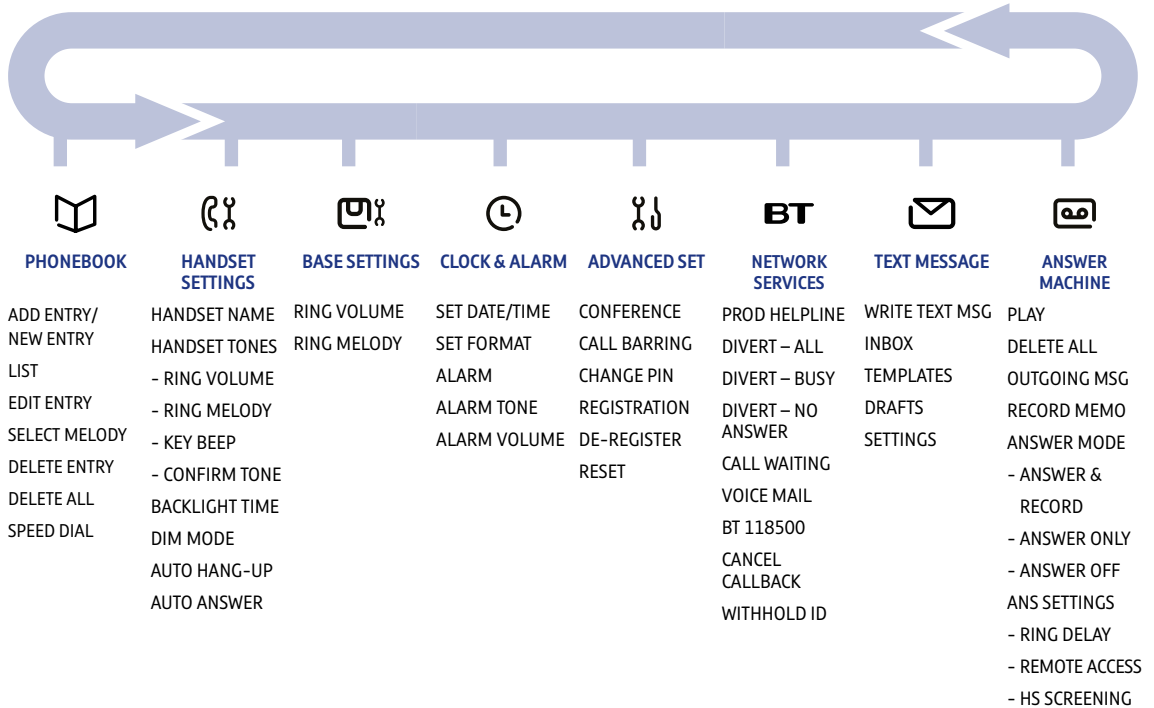 BT
PHONEBOOK
ADD ENTRY/
NEW ENTRY
LIST
EDIT ENTRY
SELECT MELODY
DELETE ENTRY
DELETE ALL
SPEED DIAL
HANDSET
SETTINGS
HANDSET NAME
HANDSET TONES
- RING VOLUME
- RING MELODY
- KEY BEEP
- CONFIRM TONE
BACKLIGHT TIME
DIM MODE
AUTO HANG-UP
AUTO ANSWER
BASE SETTINGS
RING VOLUME
RING MELODY
CLOCK & ALARM
SET DATE/TIME
SET FORMAT
ALARM
ALARM TONE
ALARM VOLUME
ADVANCED SET
CONFERENCE
CALL BARRING
CHANGE PIN
REGISTRATION
DE-REGISTER
RESET
NETWORK
SERVICES
PROD HELPLINE
DIVERT – ALL
DIVERT – BUSY
DIVERT – NO
ANSWER
CALL WAITING
VOICE MAIL
BT 118500
CANCEL
CALLBACK
WITHHOLD ID
TEXT MESSAGE
WRITE TEXT MSG
INBOX
TEMPLATES
DRAFTS
SETTINGS
ANSWER
MACHINE
PLAY
DELETE ALL
OUTGOING MSG
RECORD MEMO
ANSWER MODE
- ANSWER &
RECORD
- ANSWER ONLY
- ANSWER OFF
ANS SETTINGS
- RING DELAY
- REMOTE ACCESS
- HS SCREENING